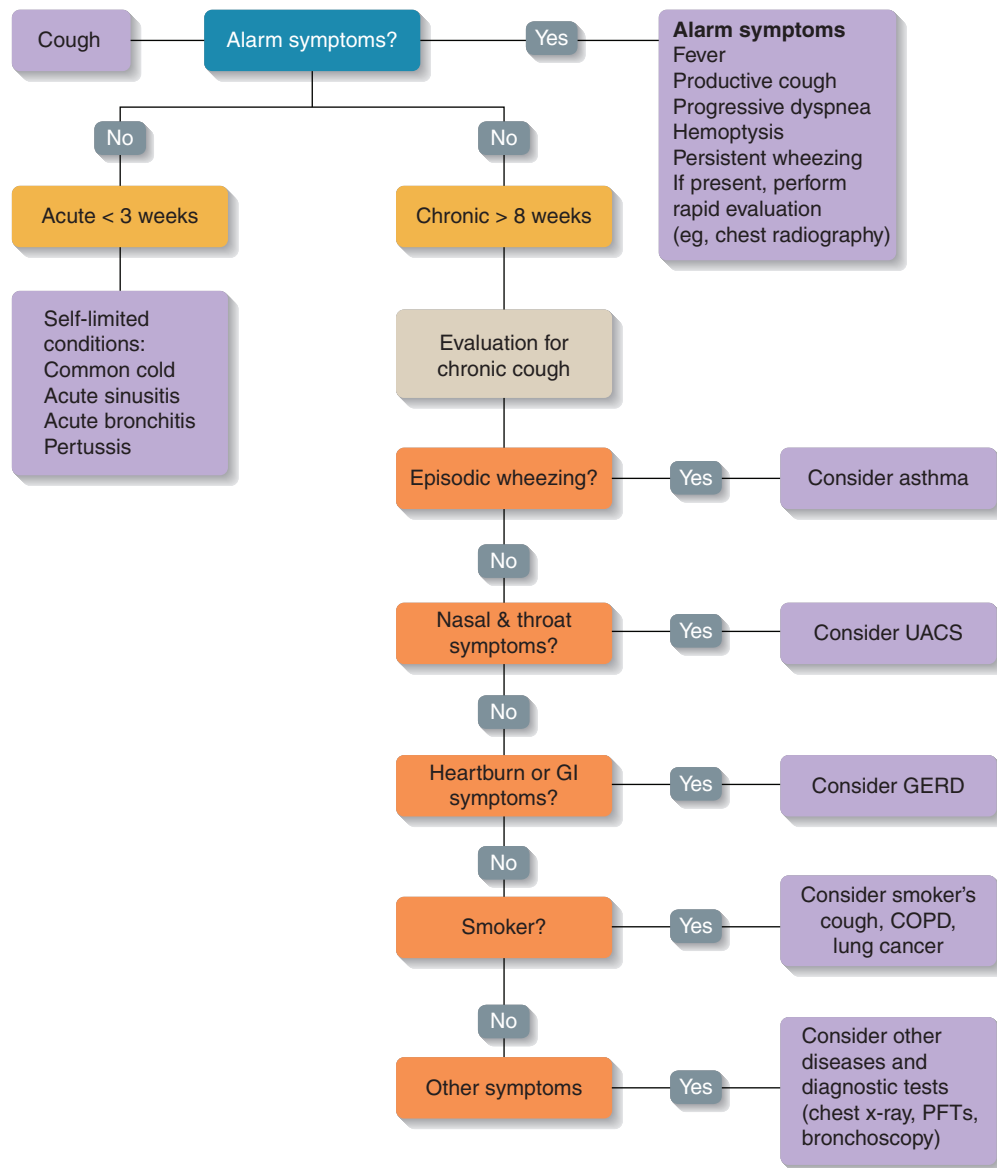 Cough
Alarm symptoms?
Yes
Alarm symptoms
Fever
Productive cough
Progressive dyspnea
Hemoptysis
Persistent wheezing
If present, perform
rapid evaluation
(eg, chest radiography)
No
No
Acute < 3 weeks
Chronic > 8 weeks
Self-limited
conditions:
Common cold
Acute sinusitis
Acute bronchitis
Pertussis
Evaluation for
chronic cough
Episodic wheezing?
Yes
Consider asthma
No
Nasal & throat
symptoms?
Yes
Consider UACS
No
Heartburn or GI
symptoms?
Yes
Consider GERD
No
Smoker?
Yes
Consider smoker's
cough, COPD,
lung cancer
No
Other symptoms
Yes
Consider other
diseases and
diagnostic tests
(chest x-ray, PFTs,
bronchoscopy)